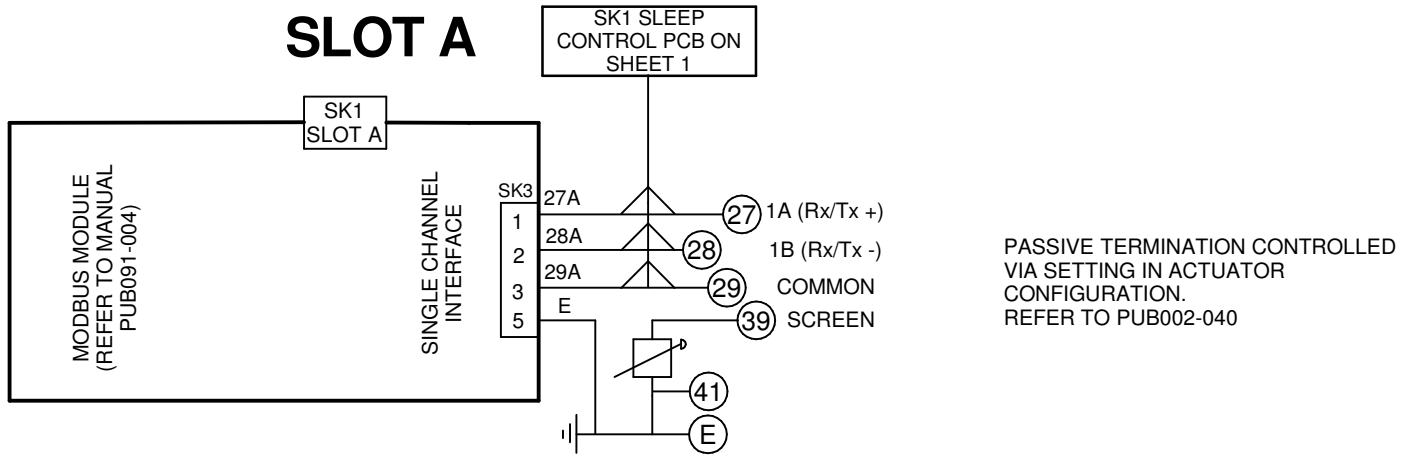 SLOT A
SK1 SLEEP
CONTROL PCB ON
SHEET 1
SK1
SLOT A
MODBUS MODULE
(REFER TO MANUAL
PUB091-004)
SINGLE CHANNEL
INTERFACE
SK3
1
2
3
5
27A
28A
29A
E
27 1A (Rx/Tx +)
28 1B (Rx/Tx -)
29 COMMON
39 SCREEN
41
E
PASSIVE TERMINATION CONTROLLED
VIA SETTING IN ACTUATOR
CONFIGURATION.
REFER TO PUB002-040